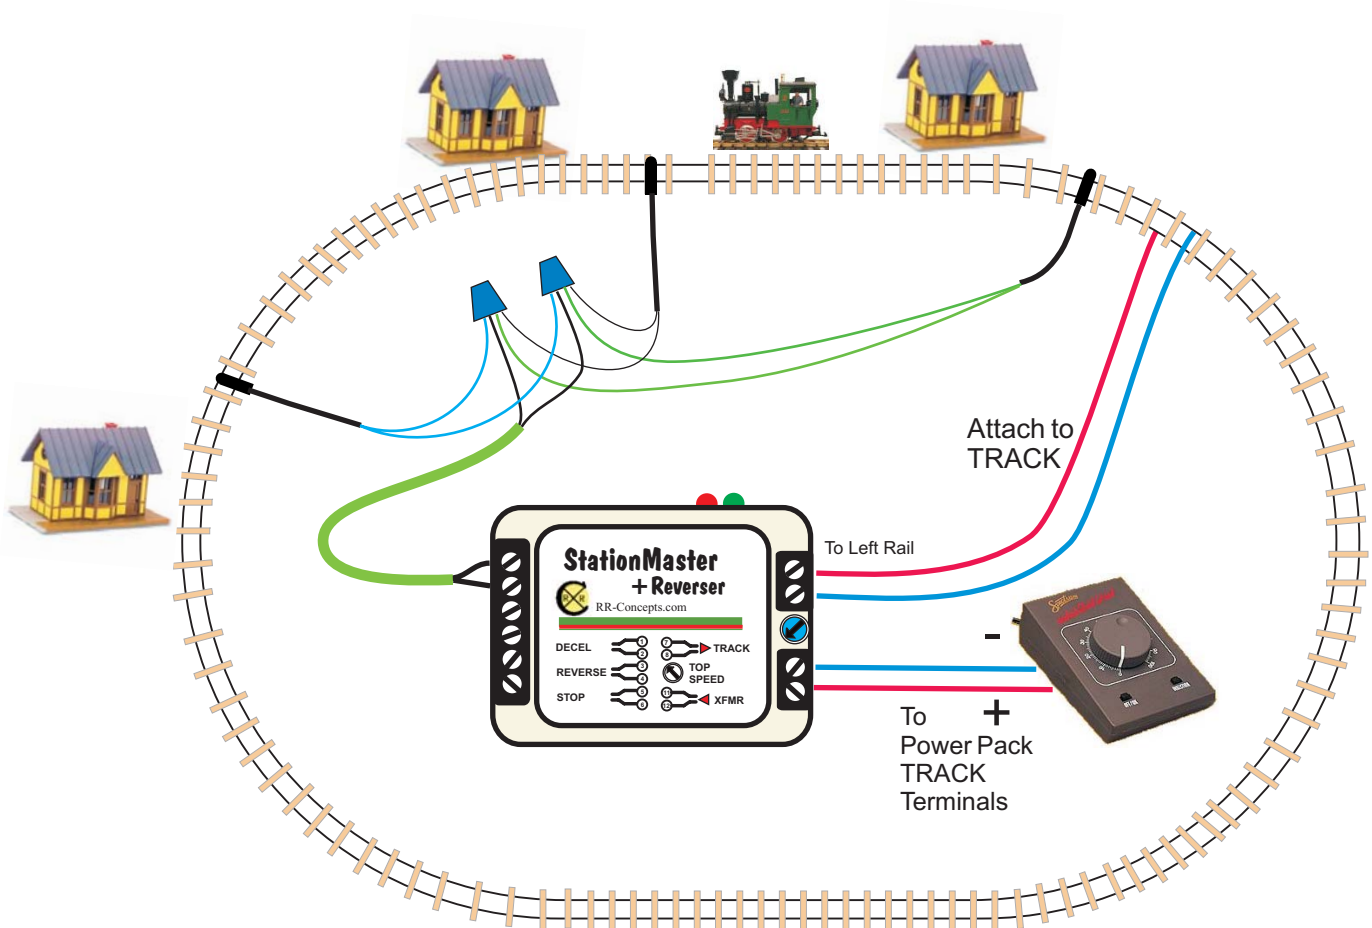 Attach to
TRACK
To Left Rail
StationMaster
+ Reverser
R R
RR-Concepts.com
DECEL
1
2
7
8
TRACK
REVERSE
3
4
TOP
SPEED
STOP
5
6
11
12
XFMR
-
+
To
Power Pack
TRACK
Terminals